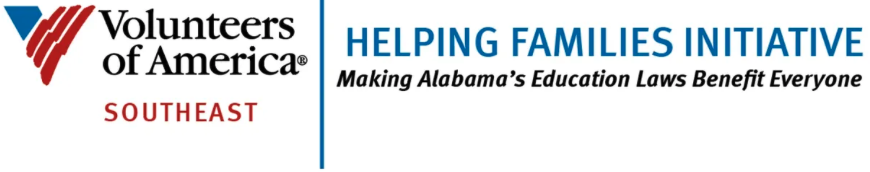 Volunteers
of America®
SOUTHEAST
HELPING FAMILIES INITIATIVE
Making Alabama's Education Laws Benefit Everyone